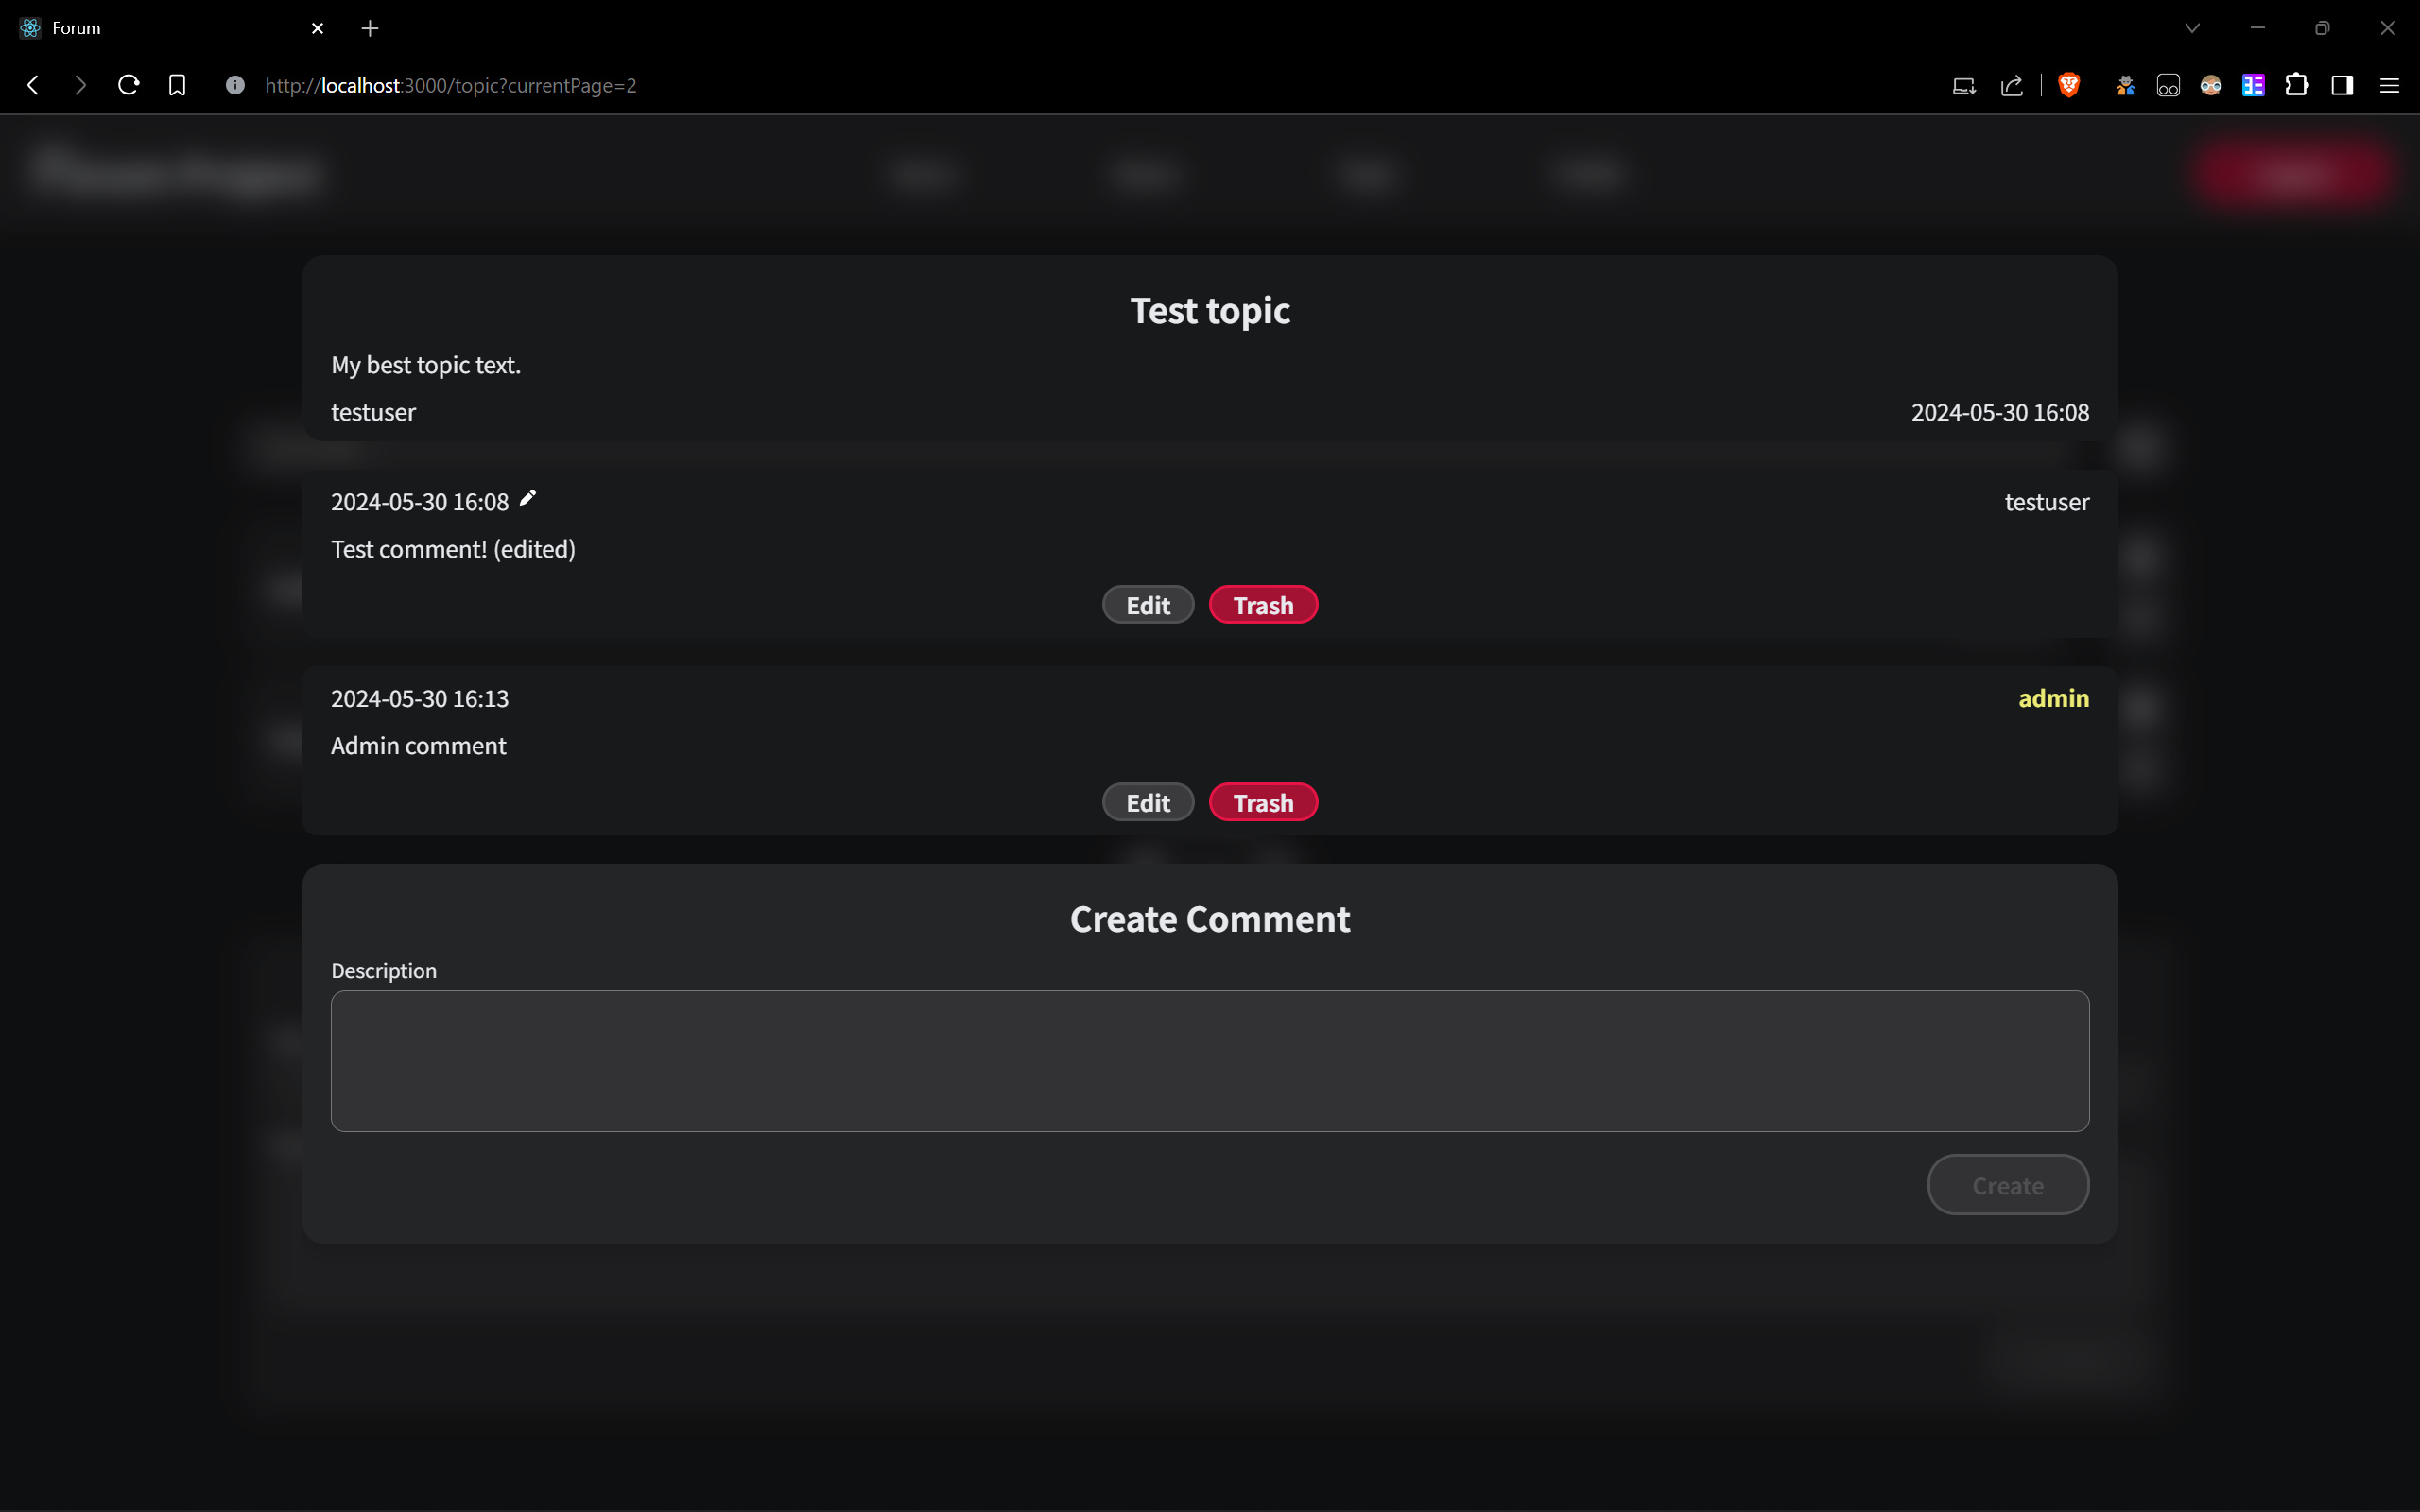 Forum
http://localhost:3000/topic?currentPage=2
Test topic
My best topic text.
testuser 2024-05-30 16:08
2024-05-30 16:08 testuser
Test comment! (edited)
Edit Trash
2024-05-30 16:13 admin
Admin comment
Edit Trash
Create Comment
Description
Create